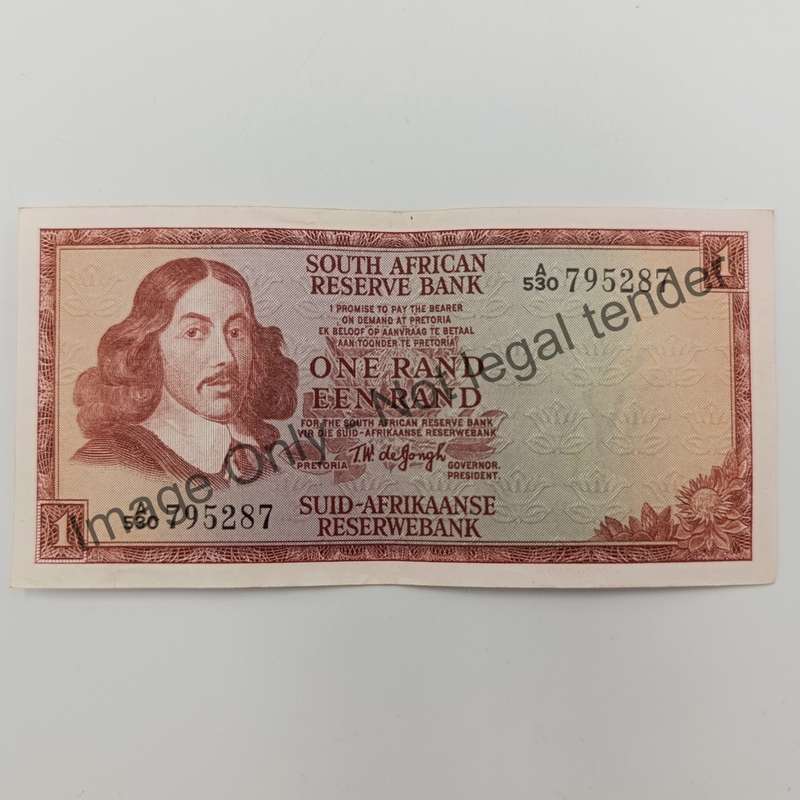 SOUTH AFRICAN
RESERVE BANK
A/530 795287
1
I PROMISE TO PAY THE BEARER
ON DEMAND AT PRETORIA
EK BELOOF OP AANVRAAG TE BETAAL
AAN TOONDER TE PRETORIA
ONE RAND
EEN RAND
FOR THE SOUTH AFRICAN RESERVE BANK
VIR DIE SUID-AFRIKAANSE RESERWEBANK
T.W. de Jongh
PRETORIA
GOVERNOR.
PRESIDENT.
SUID-AFRIKAANSE
RESERWEBANK
1
A/530 795287
Image Only - Not legal tender